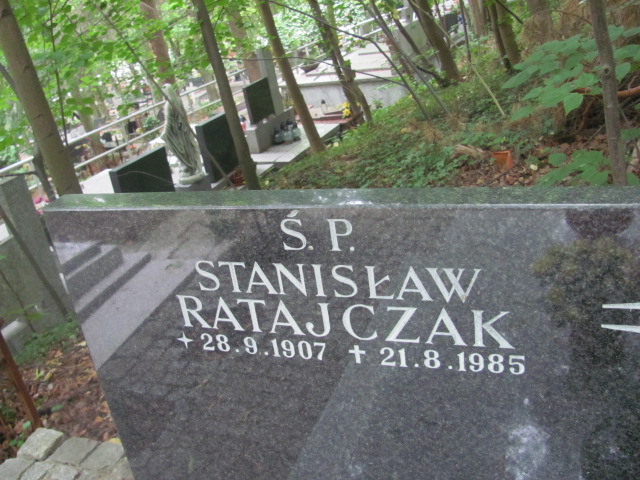 Ś. P.
STANISŁAW
RATAJCZAK
✦ 28.9.1907 ✝ 21.8.1985